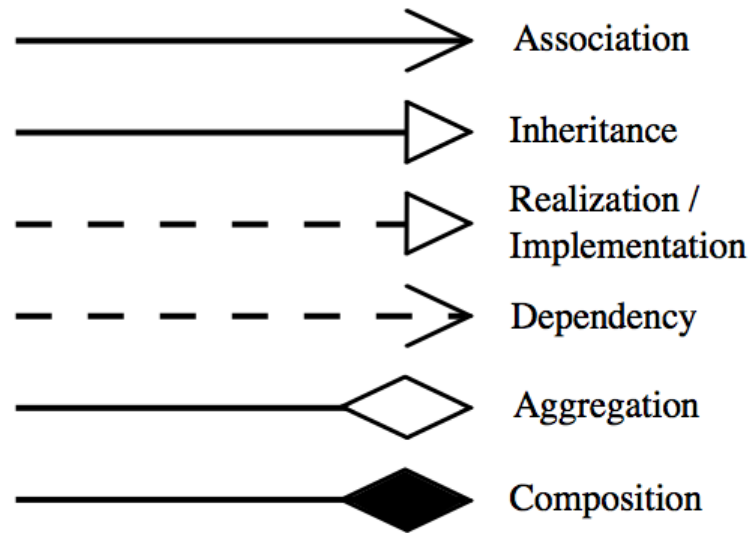 Association
Inheritance
Realization /
Implementation
Dependency
Aggregation
Composition